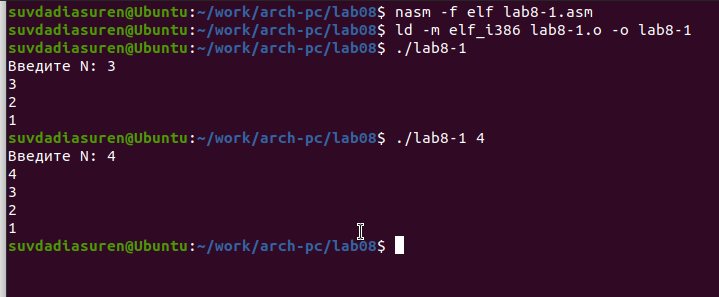 suvdadiasuren@Ubuntu:~/work/arch-pc/lab08$ nasm -f elf lab8-1.asm
suvdadiasuren@Ubuntu:~/work/arch-pc/lab08$ ld -m elf_i386 lab8-1.o -o lab8-1
suvdadiasuren@Ubuntu:~/work/arch-pc/lab08$ ./lab8-1
Введите N: 3
3
2
1
suvdadiasuren@Ubuntu:~/work/arch-pc/lab08$ ./lab8-1 4
Введите N: 4
4
3
2
1
suvdadiasuren@Ubuntu:~/work/arch-pc/lab08$